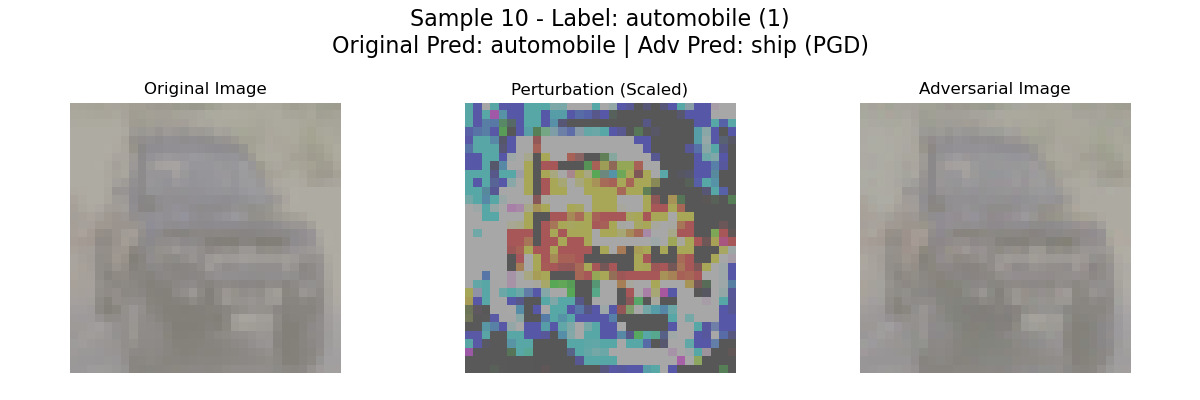 Sample 10 - Label: automobile (1)
Original Pred: automobile | Adv Pred: ship (PGD)
Original Image
Perturbation (Scaled)
Adversarial Image